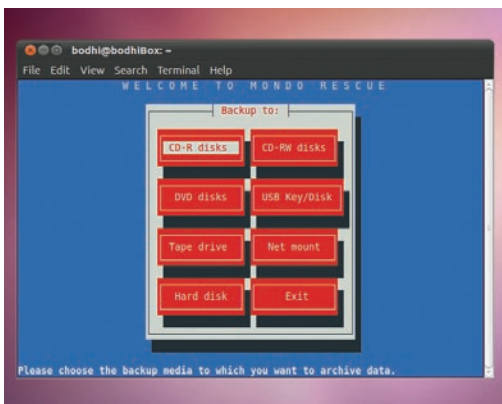 bodhi@bodhiBox: ~
File Edit View Search Terminal Help
WELCOME TO MONDO RESCUE
Backup to:
CD-R disks CD-RW disks
DVD disks USB Key/Disk
Tape drive Net mount
Hard disk Exit
Please choose the backup media to which you want to archive data.